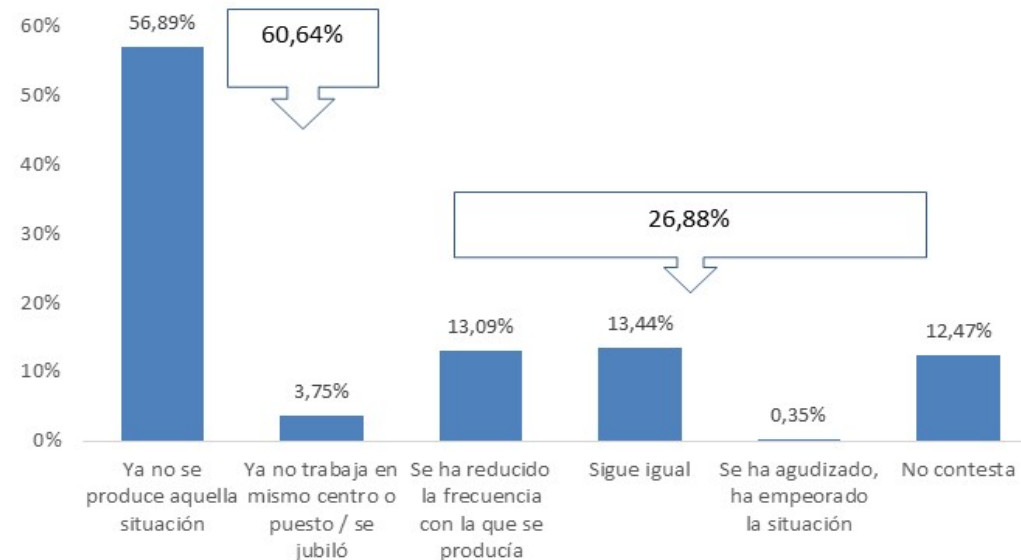 60%
50%
40%
30%
20%
10%
0%
56,89%
60,64%
3,75%
26,88%
13,09%
13,44%
0,35%
12,47%
Ya no se
produce aquella
situación
Ya no trabaja en
mismo centro o
puesto / se
jubiló
Se ha reducido
la frecuencia
con la que se
producía
Sigue igual
Se ha agudizado,
ha empeorado
la situación
No contesta